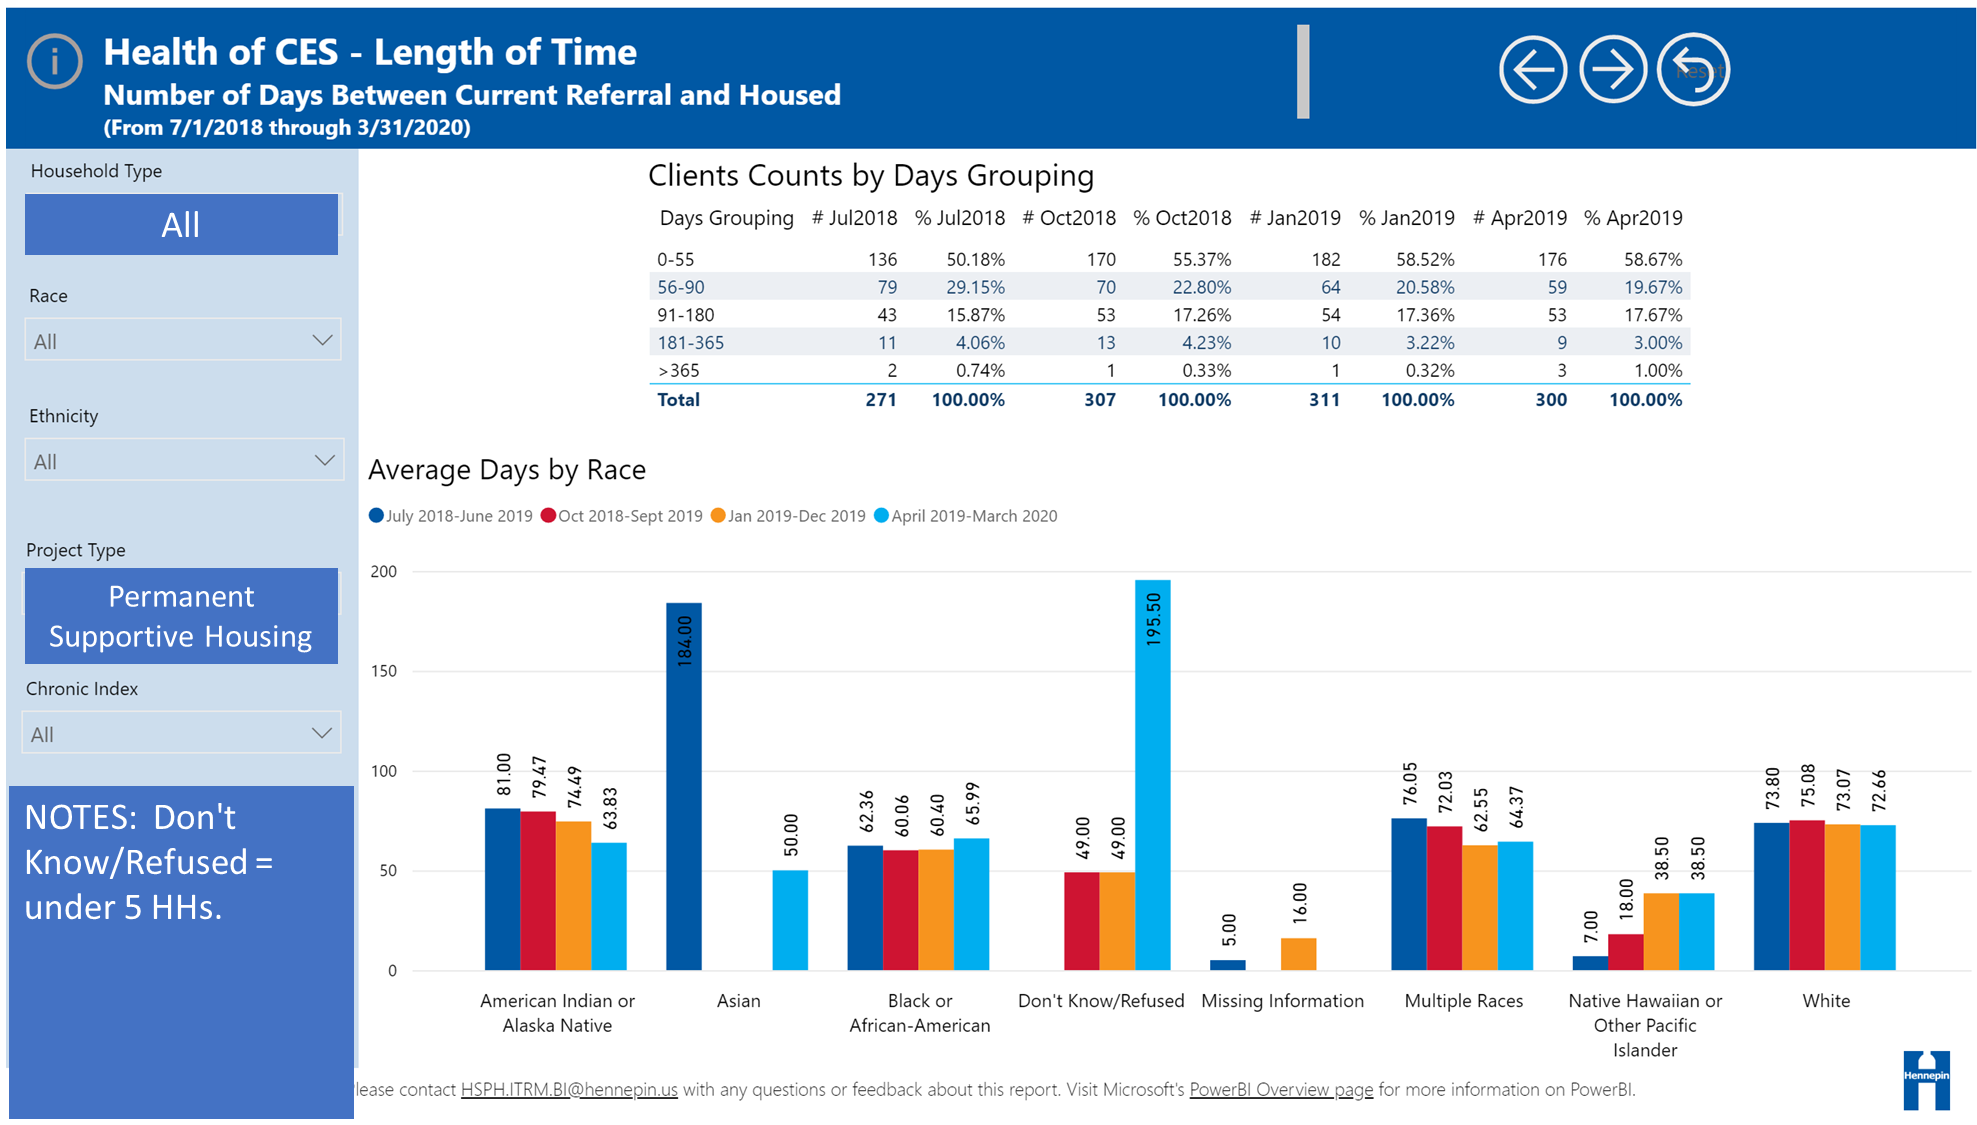 Health of CES - Length of Time
Number of Days Between Current Referral and Housed
(From 7/1/2018 through 3/31/2020)
Reset
Household Type
All
Race
All
Ethnicity
All
Project Type
Permanent
Supportive Housing
Chronic Index
All
NOTES: Don't
Know/Refused =
under 5 HHs.
Clients Counts by Days Grouping
Days Grouping # Jul2018 % Jul2018 # Oct2018 % Oct2018 # Jan2019 % Jan2019 # Apr2019 % Apr2019
0-55 136 50.18% 170 55.37% 182 58.52% 176 58.67%
56-90 79 29.15% 70 22.80% 64 20.58% 59 19.67%
91-180 43 15.87% 53 17.26% 54 17.36% 53 17.67%
181-365 11 4.06% 13 4.23% 10 3.22% 9 3.00%
>365 2 0.74% 1 0.33% 1 0.32% 3 1.00%
Total 271 100.00% 307 100.00% 311 100.00% 300 100.00%
Average Days by Race
July 2018-June 2019 Oct 2018-Sept 2019 Jan 2019-Dec 2019 April 2019-March 2020
200
150
100
50
0
81.00 79.47 74.49 63.83
184.00 50.00
62.36 60.06 60.40 65.99
49.00 49.00 195.50
5.00 16.00
76.05 72.03 62.55 64.37
7.00 18.00 38.50 38.50
73.80 75.08 73.07 72.66
American Indian or
Alaska Native
Asian
Black or
African-American
Don't Know/Refused
Missing Information
Multiple Races
Native Hawaiian or
Other Pacific
Islander
White
lease contact HSPH.ITRM.BI@hennepin.us with any questions or feedback about this report. Visit Microsoft's PowerBI Overview page for more information on PowerBI.
Hennepin